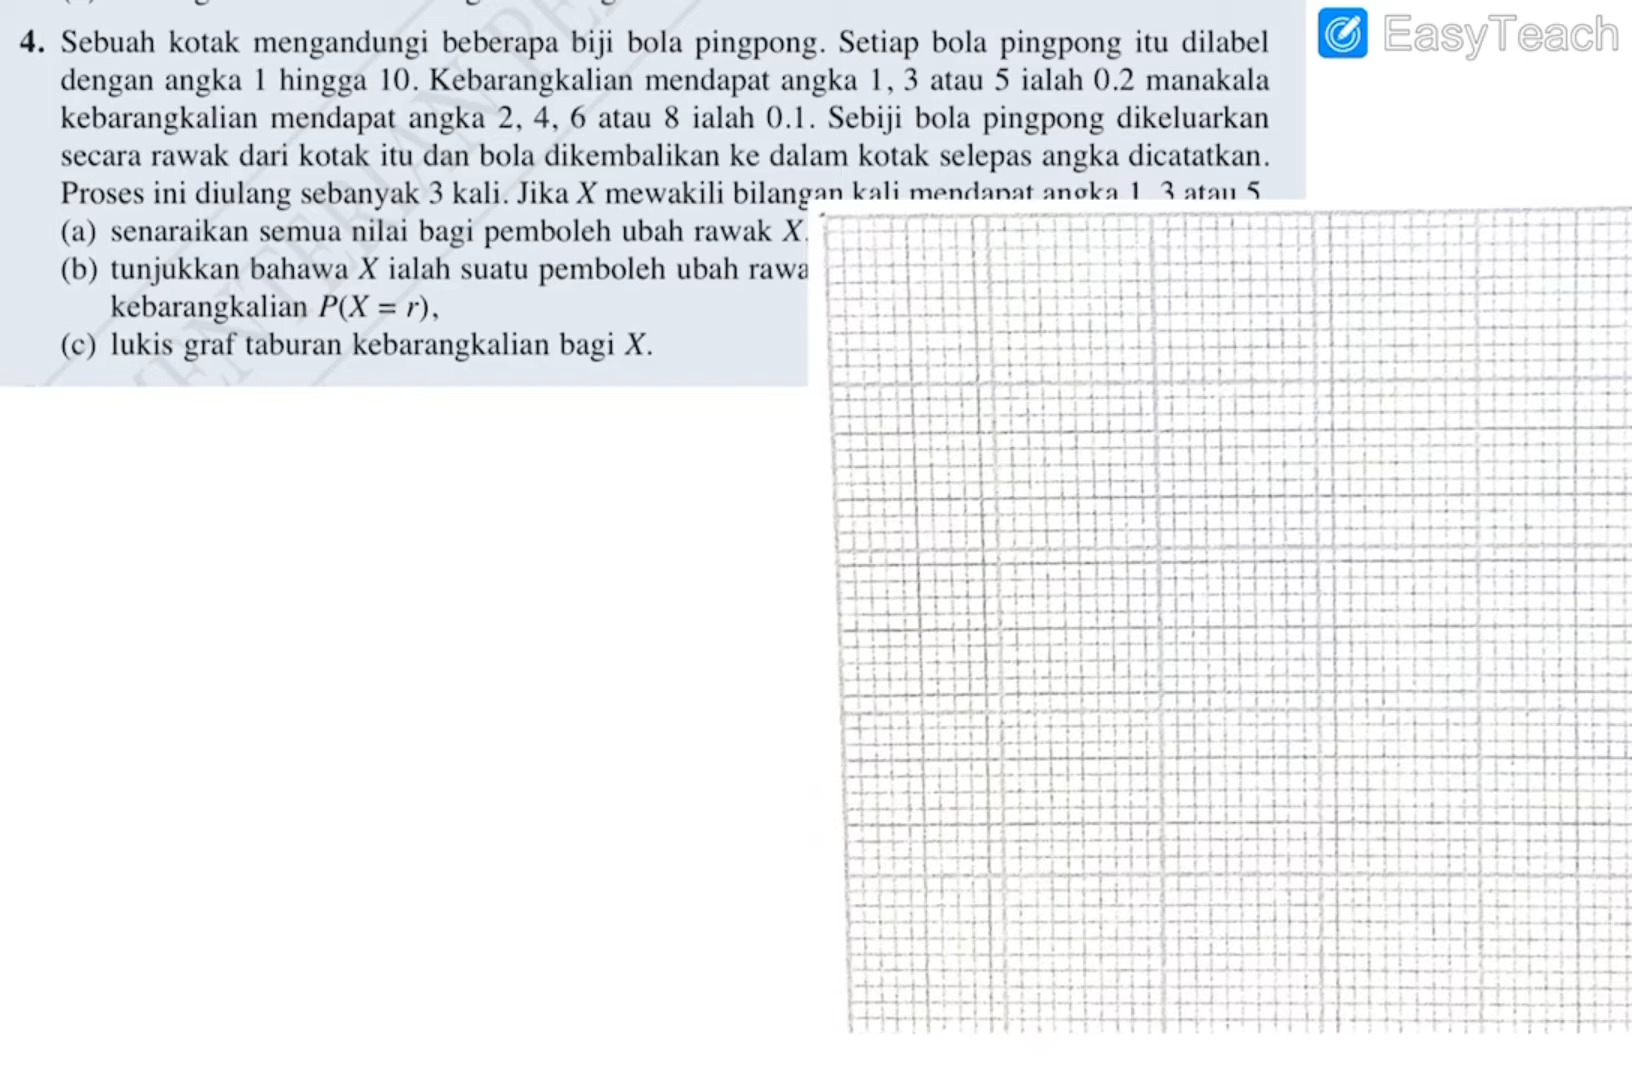 EasyTeach
4. Sebuah kotak mengandungi beberapa biji bola pingpong. Setiap bola pingpong itu dilabel
dengan angka 1 hingga 10. Kebarangkalian mendapat angka 1, 3 atau 5 ialah 0.2 manakala
kebarangkalian mendapat angka 2, 4, 6 atau 8 ialah 0.1. Sebiji bola pingpong dikeluarkan
secara rawak dari kotak itu dan bola dikembalikan ke dalam kotak selepas angka dicatatkan.
Proses ini diulang sebanyak 3 kali. Jika X mewakili bilangan kali mendapat angka 1, 3 atau 5
(a) senaraikan semua nilai bagi pemboleh ubah rawak X.
(b) tunjukkan bahawa X ialah suatu pemboleh ubah rawa
kebarangkalian P(X = r),
(c) lukis graf taburan kebarangkalian bagi X.